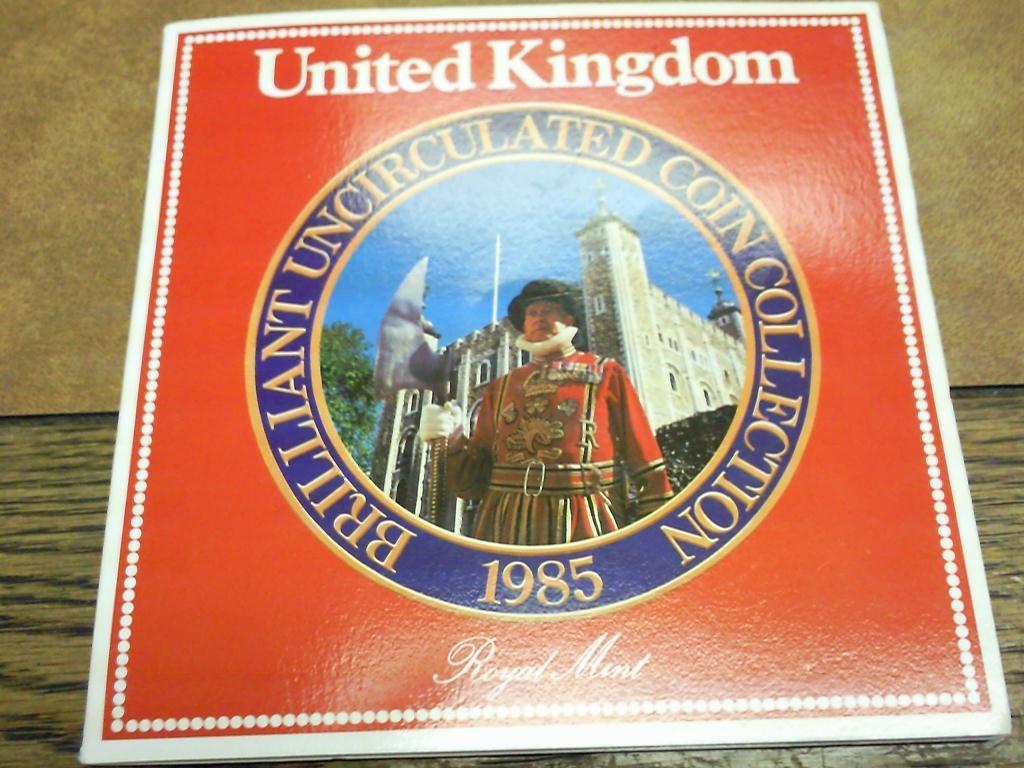 United Kingdom
BRILLIANT UNCIRCULATED COIN COLLECTION
1985
Royal Mint